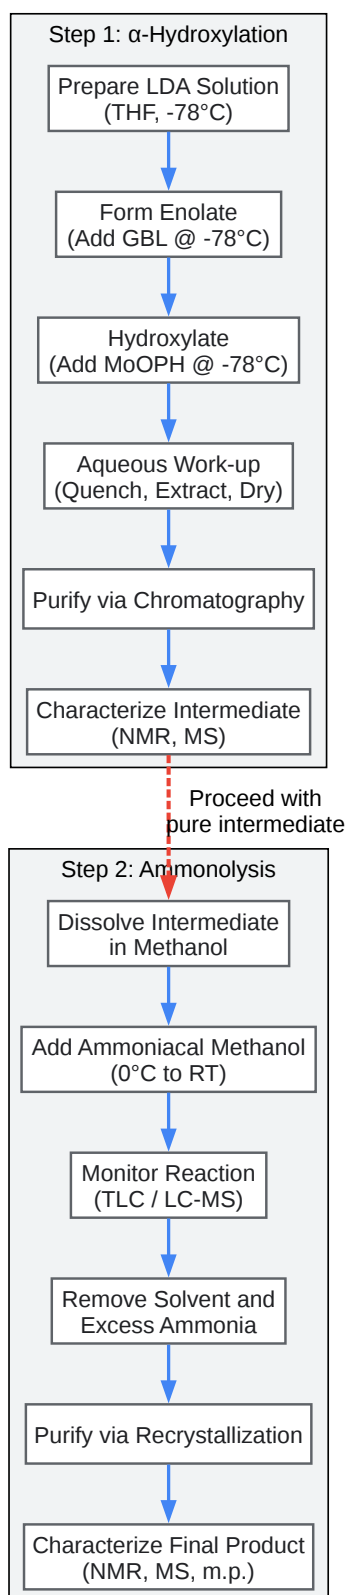 Step 1: α-Hydroxylation
Prepare LDA Solution
(THF, -78°C)
Form Enolate
(Add GBL @ -78°C)
Hydroxylate
(Add MoOPH @ -78°C)
Aqueous Work-up
(Quench, Extract, Dry)
Purify via Chromatography
Characterize Intermediate
(NMR, MS)
Proceed with
pure intermediate
Step 2: Ammonolysis
Dissolve Intermediate
in Methanol
Add Ammoniacal Methanol
(0°C to RT)
Monitor Reaction
(TLC / LC-MS)
Remove Solvent and
Excess Ammonia
Purify via Recrystallization
Characterize Final Product
(NMR, MS, m.p.)